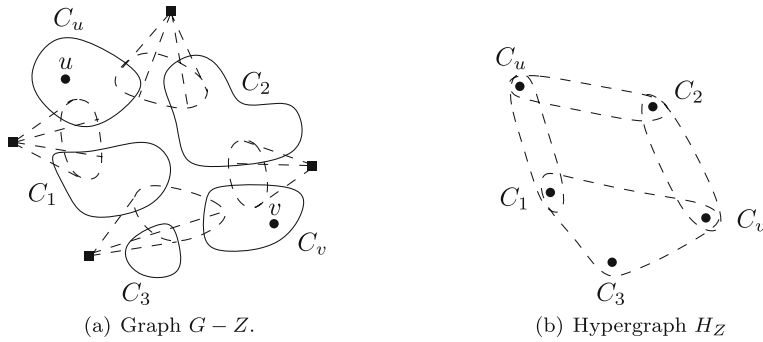 C_u
u
C_2
C_1
v
C_v
C_3
(a) Graph G − Z.
C_u
C_2
C_1
C_v
C_3
(b) Hypergraph H_Z